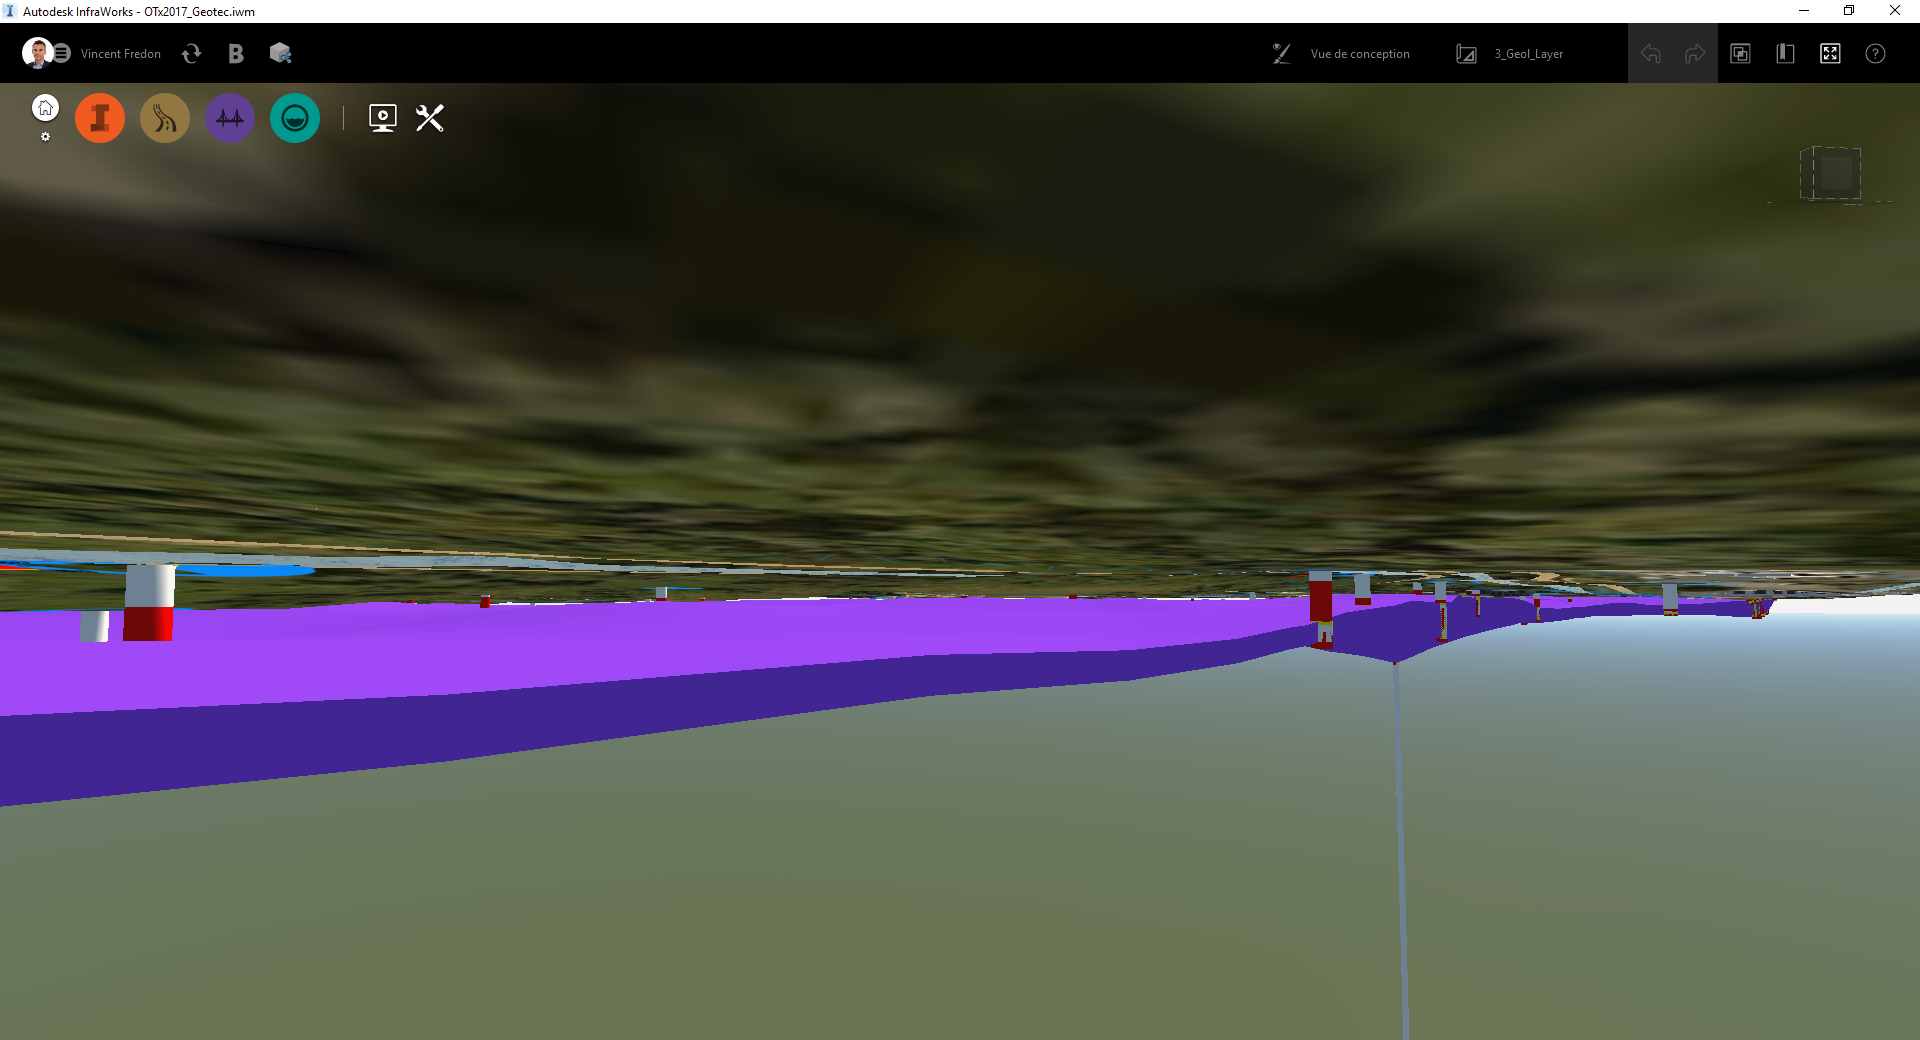 Autodesk InfraWorks - OTx2017_Geotec.iwm
Vincent Fredon
B
Vue de conception
3_Geol_Layer